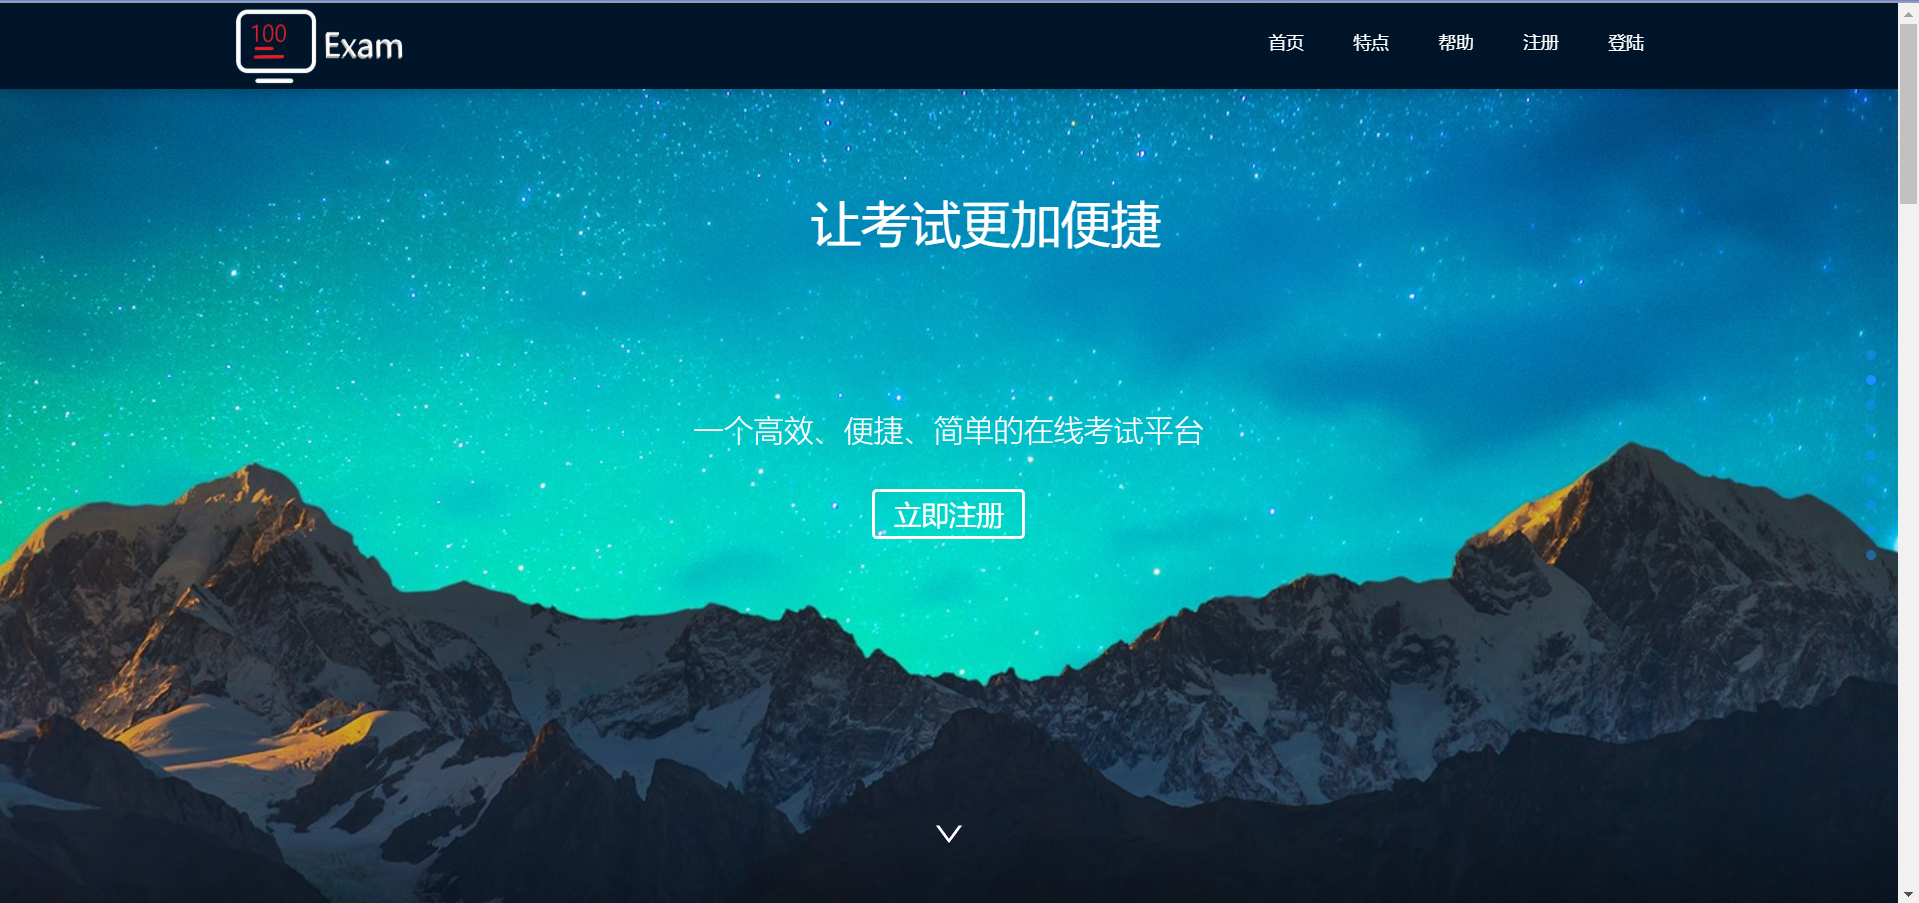 100
Exam
首页 特点 帮助 注册 登陆
让考试更加便捷
一个高效、便捷、简单的在线考试平台
立即注册